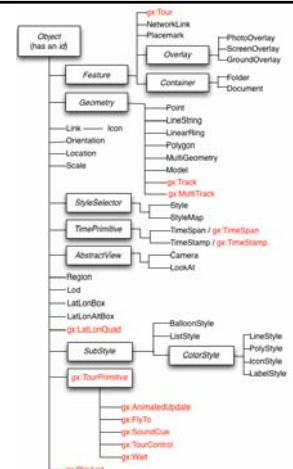 Object
(has an id)
Feature
gx:Tour
NetworkLink
Placemark
Overlay
PhotoOverlay
ScreenOverlay
GroundOverlay
Container
Folder
Document
Geometry
Point
LineString
LinearRing
Polygon
MultiGeometry
Model
gx:Track
gx:MultiTrack
Link
Icon
Orientation
Location
Scale
StyleSelector
Style
StyleMap
TimePrimitive
TimeSpan / gx:TimeSpan
TimeStamp / gx:TimeStamp
AbstractView
Camera
LookAt
Region
Lod
LatLonBox
LatLonAltBox
gx:LatLonQuad
SubStyle
BalloonStyle
ListStyle
ColorStyle
LineStyle
PolyStyle
IconStyle
LabelStyle
gx:TourPrimitive
gx:AnimatedUpdate
gx:FlyTo
gx:SoundCue
gx:TourControl
gx:Wait